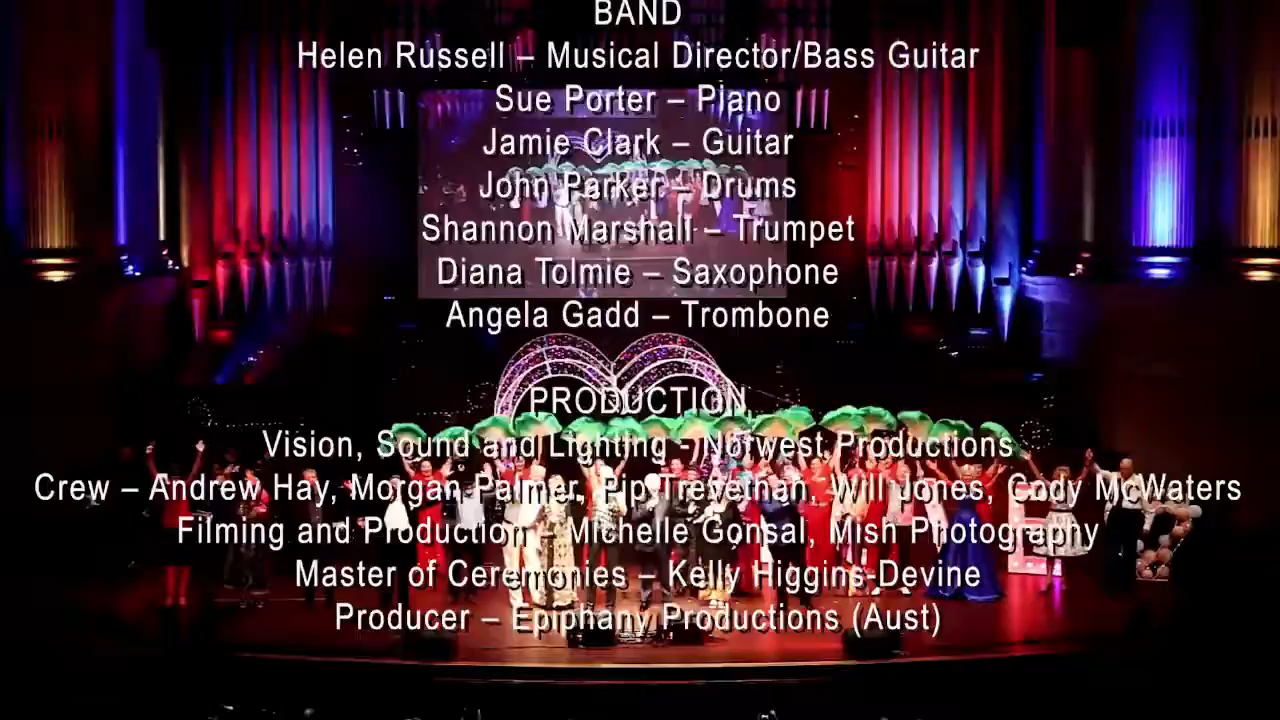 BAND
Helen Russell – Musical Director/Bass Guitar
Sue Porter – Piano
Jamie Clark – Guitar
John Parker – Drums
Shannon Marshall – Trumpet
Diana Tolmie – Saxophone
Angela Gadd – Trombone
PRODUCTION
Vision, Sound and Lighting - Norwest Productions
Crew – Andrew Hay, Morgan Palmer, Pip Trevethan, Will Jones, Cody McWaters
Filming and Production – Michelle Gonsal, Mish Photography
Master of Ceremonies – Kelly Higgins-Devine
Producer – Epiphany Productions (Aust)